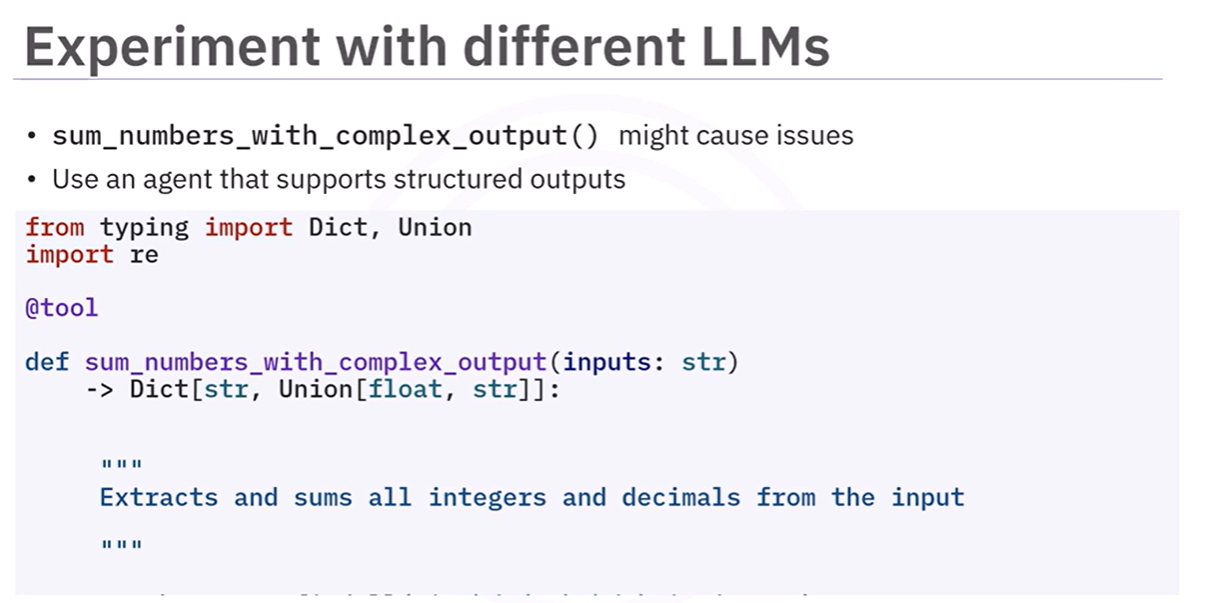 Experiment with different LLMs
• sum_numbers_with_complex_output() might cause issues
• Use an agent that supports structured outputs
from typing import Dict, Union
import re
@tool
def sum_numbers_with_complex_output(inputs: str)
-> Dict[str, Union[float, str]]:
"""
Extracts and sums all integers and decimals from the input
"""